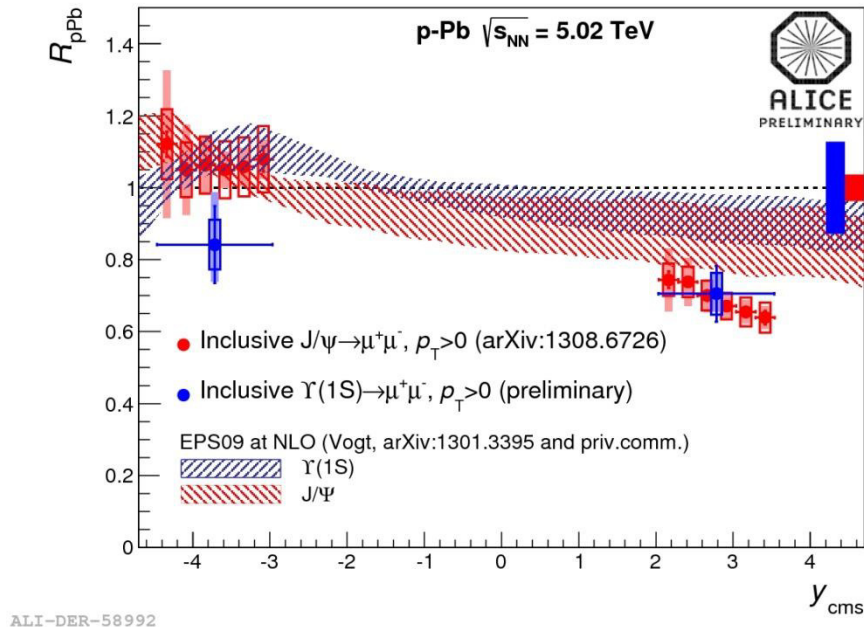 R_pPb
p-Pb √s_NN = 5.02 TeV
ALICE
PRELIMINARY
1.4
1.2
1
0.8
0.6
0.4
0.2
0
Inclusive J/ψ→μ⁺μ⁻, p_T>0 (arXiv:1308.6726)
Inclusive ϒ(1S)→μ⁺μ⁻, p_T>0 (preliminary)
EPS09 at NLO (Vogt, arXiv:1301.3395 and priv.comm.)
ϒ(1S)
J/Ψ
-4 -3 -2 -1 0 1 2 3 4
y_cms
ALI-DER-58992